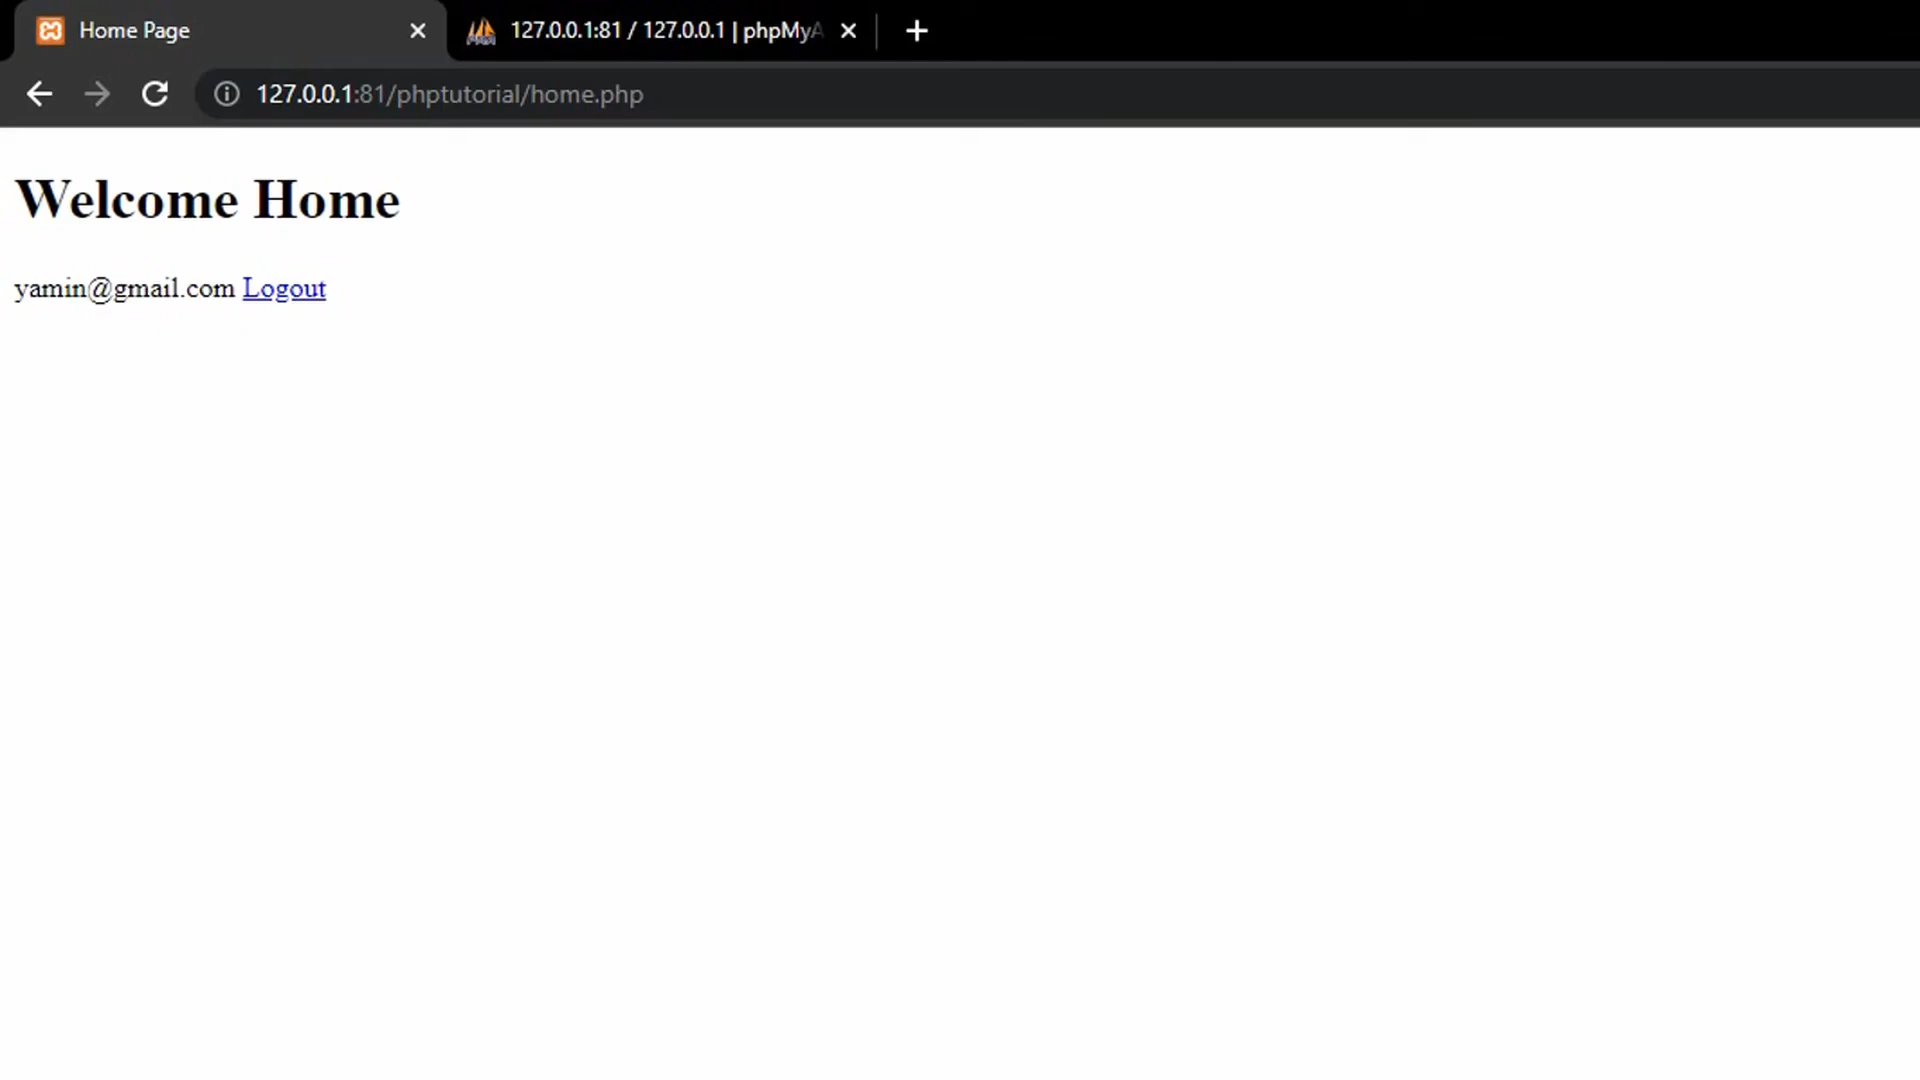 Home Page
127.0.0.1:81 / 127.0.0.1 | phpMyA
127.0.0.1:81/phptutorial/home.php
Welcome Home
yamin@gmail.com Logout